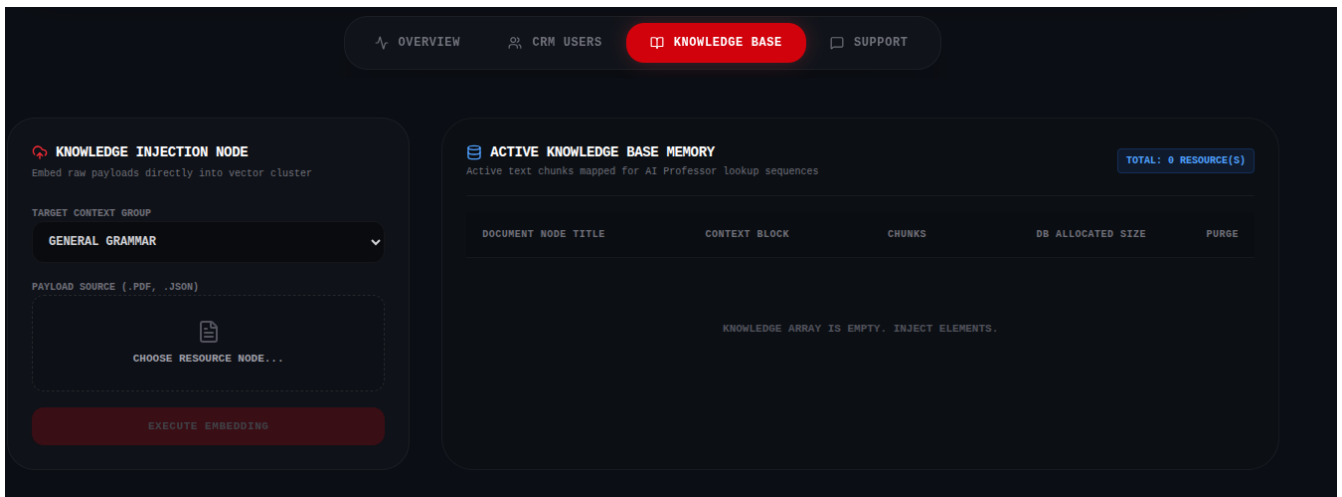 OVERVIEW
CRM USERS
KNOWLEDGE BASE
SUPPORT
KNOWLEDGE INJECTION NODE
Embed raw payloads directly into vector cluster
TARGET CONTEXT GROUP
GENERAL GRAMMAR
PAYLOAD SOURCE (.PDF, .JSON)
CHOOSE RESOURCE NODE...
EXECUTE EMBEDDING
ACTIVE KNOWLEDGE BASE MEMORY
Active text chunks mapped for AI Professor lookup sequences
TOTAL: 0 RESOURCE(S)
DOCUMENT NODE TITLE
CONTEXT BLOCK
CHUNKS
DB ALLOCATED SIZE
PURGE
KNOWLEDGE ARRAY IS EMPTY. INJECT ELEMENTS.